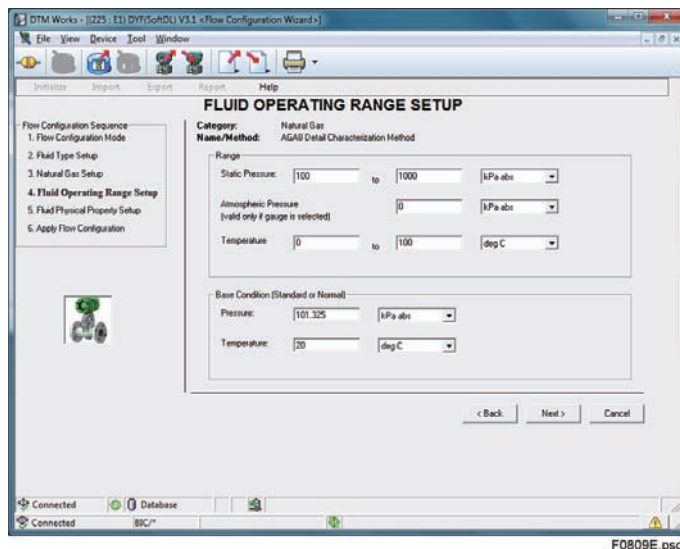 DTM Works - [(225 : E1) DYF(SoftDL) V3.1 <Flow Configuration Wizard>]
File View Device Tool Window
Initialize Import Export Report Help
FLUID OPERATING RANGE SETUP
Flow Configuration Sequence
1. Flow Configuration Mode
2. Fluid Type Setup
3. Natural Gas Setup
4. Fluid Operating Range Setup
5. Fluid Physical Property Setup
6. Apply Flow Configuration
Category: Natural Gas
Name/Method: AGA8 Detail Characterization Method
Range
Static Pressure: 100 to 1000 kPa abs
Atmospheric Pressure 0 kPa abs
(valid only if gauge is selected)
Temperature 0 to 100 deg C
Base Condition (Standard or Normal)
Pressure: 101.325 kPa abs
Temperature: 20 deg C
< Back Next > Cancel
Connected Database
Connected
F0809E.psd